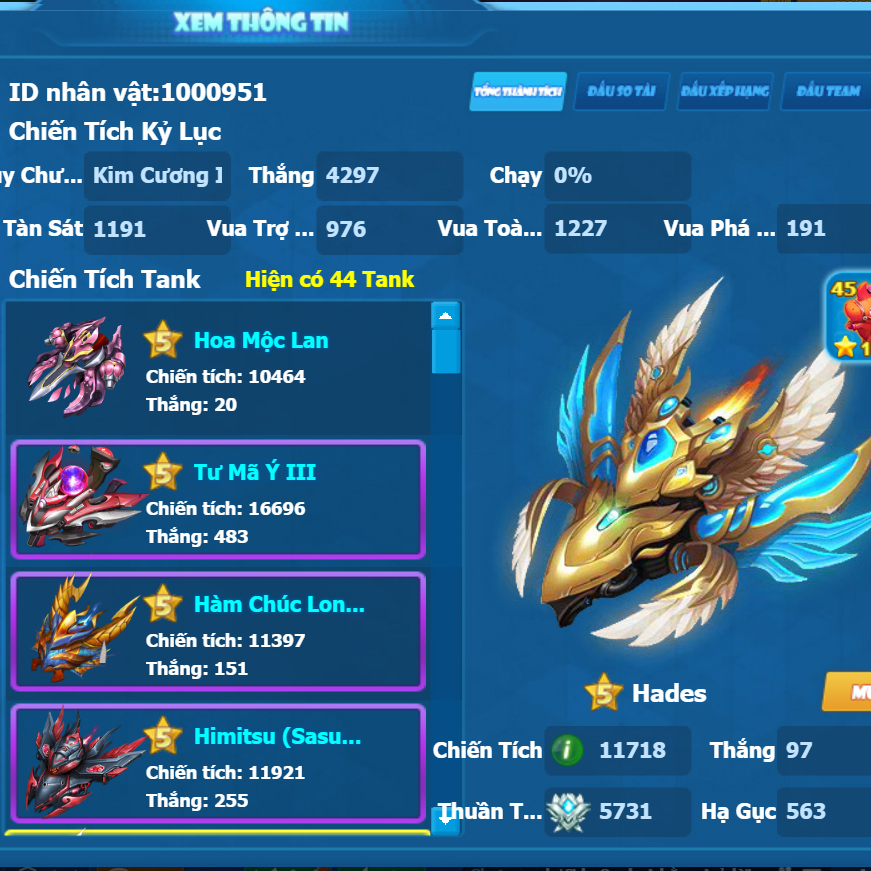 XEM THÔNG TIN
ID nhân vật:1000951
TỔNG THÀNH TÍCH ĐẤU SO TÀI ĐẤU XẾP HẠNG ĐẤU TEAM
Chiến Tích Kỷ Lục
uy Chư... Kim Cương I Thắng 4297 Chạy 0%
Tàn Sát 1191 Vua Trợ ... 976 Vua Toà... 1227 Vua Phá ... 191
Chiến Tích Tank Hiện có 44 Tank
45
1
5 Hoa Mộc Lan
Chiến tích: 10464
Thắng: 20
5 Tư Mã Ý III
Chiến tích: 16696
Thắng: 483
5 Hàm Chúc Lon...
Chiến tích: 11397
Thắng: 151
5 Himitsu (Sasu...
Chiến tích: 11921
Thắng: 255
5 Hades
Chiến Tích i 11718 Thắng 97
Thuần T... 5731 Hạ Gục 563